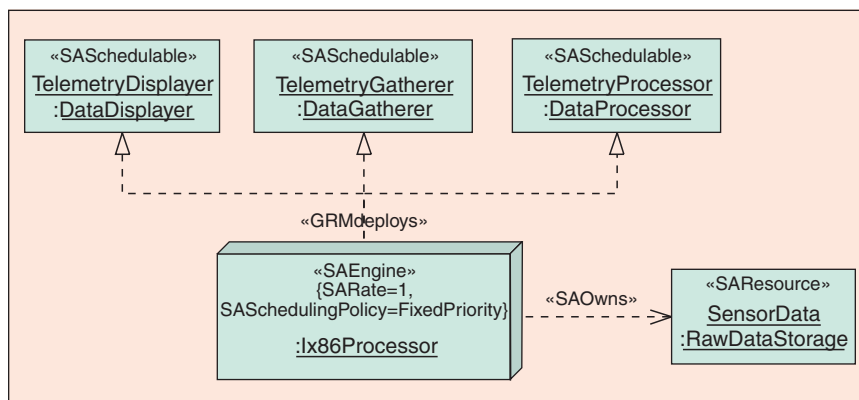 «SASchedulable»
TelemetryDisplayer
:DataDisplayer
«SASchedulable»
TelemetryGatherer
:DataGatherer
«SASchedulable»
TelemetryProcessor
:DataProcessor
«GRMdeploys»
«SAEngine»
{SARate=1,
SASchedulingPolicy=FixedPriority}
:Ix86Processor
«SAOwns»
«SAResource»
SensorData
:RawDataStorage